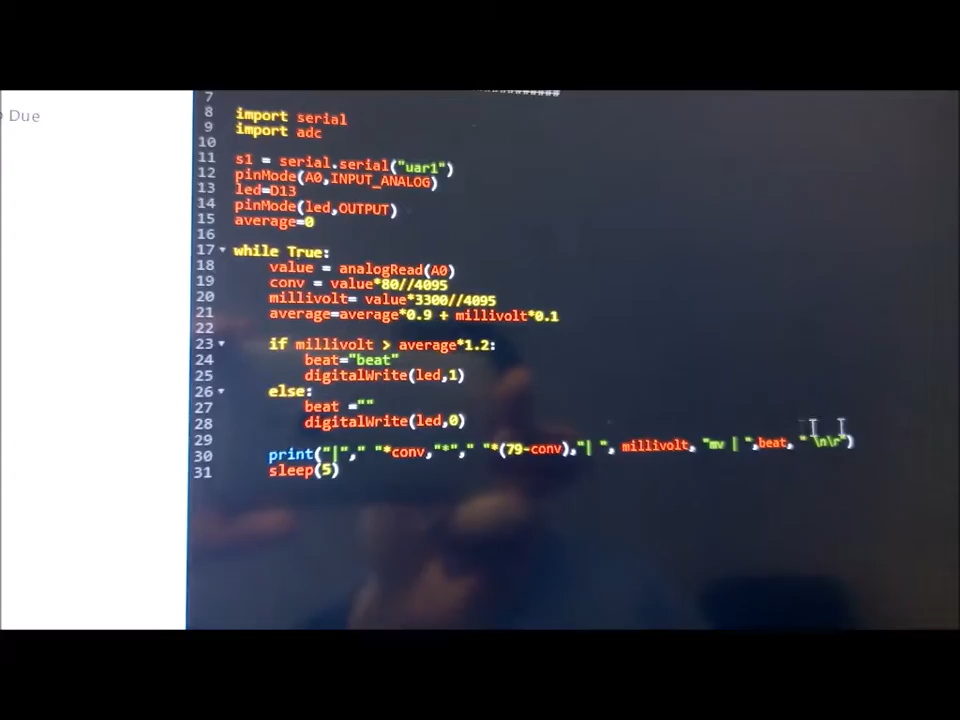 Due
7 ##########
8 import serial
9 import adc
10
11 s1 = serial.serial("uar1")
12 pinMode(A0,INPUT_ANALOG)
13 led=D13
14 pinMode(led,OUTPUT)
15 average=0
16
17 while True:
18 value = analogRead(A0)
19 conv = value*80//4095
20 millivolt= value*3300//4095
21 average=average*0.9 + millivolt*0.1
22
23 if millivolt > average*1.2:
24 beat="beat"
25 digitalWrite(led,1)
26 else:
27 beat =""
28 digitalWrite(led,0)
29
30 print("|"," "*conv,"*"," "*(79-conv),"| ", millivolt, "mv | ",beat, " \n\r")
31 sleep(5)